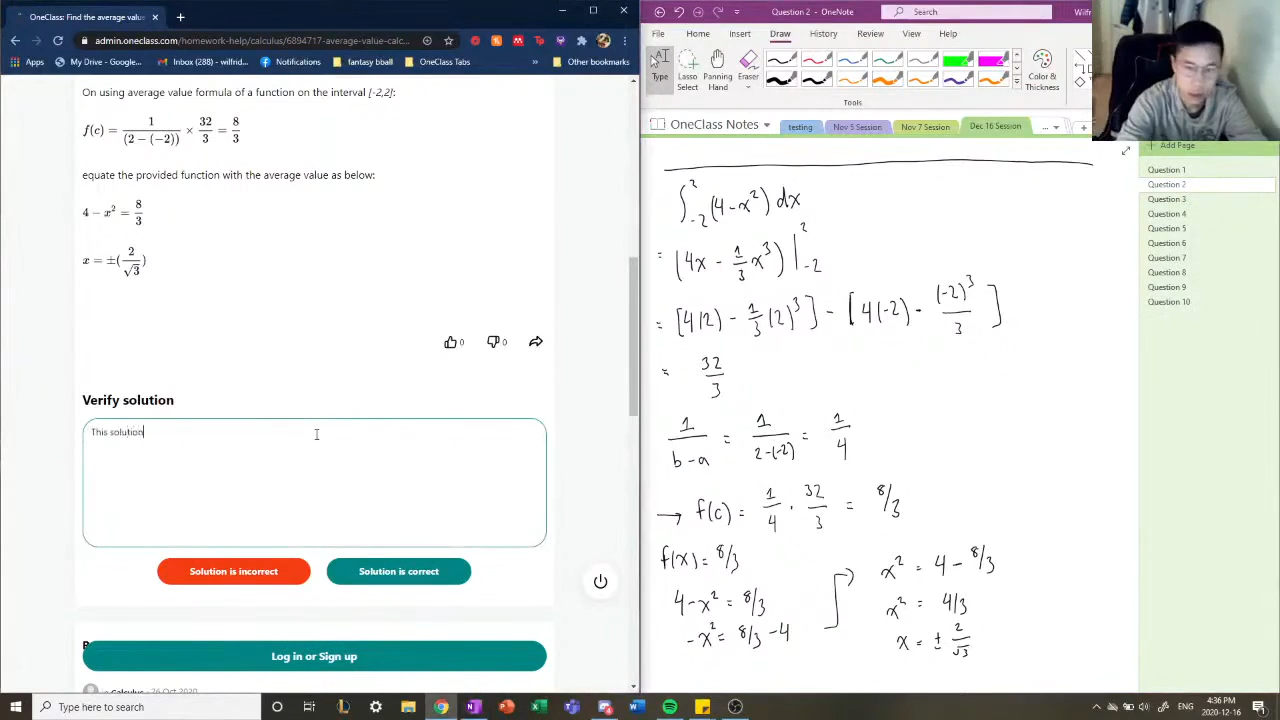 OneClass: Find the average value
admin.oneclass.com/homework-help/calculus/6894717-average-value-calc...
Apps
My Drive - Google...
Inbox (288) - wilfrid...
Notes
fantasy bball
OneClass Tabs
Other bookmarks
On using average value formula of a function on the interval [-2,2]:
f(c) = 1/(2 − (−2)) × 32/3 = 8/3
equate the provided function with the average value as below:
4 − x² = 8/3
x = ±(2/√3)
0
0
Verify solution
This solution
Solution is incorrect
Solution is correct
Log in or Sign up
Calculus
26 Oct 2020
Question 2 - OneNote
Search
File
Home
Insert
Draw
History
View
Help
Type
Lasso Select
Panning Hand
Eraser
Color & Thickness
Tools
OneClass Notes
testing
Nov 5 Session
Nov 7 Session
Dec 16 Session
...
Add Page
Question 1
Question 2
Question 3
Question 4
Question 5
Question 6
Question 7
Question 8
Question 9
Question 10
∫₋₂² (4-x²) dx
= (4x - 1/3 x³) |₋₂²
= [4(2) - 1/3 (2)³] - [4(-2) - (-2)³/3]
= 32/3
1/(b-a) = 1/(2-(-2)) = 1/4
→ f(c) = 1/4 · 32/3 = 8/3
f(x) = 8/3
4-x² = 8/3
-x² = 8/3 -4
x² = 4 - 8/3
x² = 4/3
x = ± 2/√3
Type here to search
4:36 PM
2020-12-16